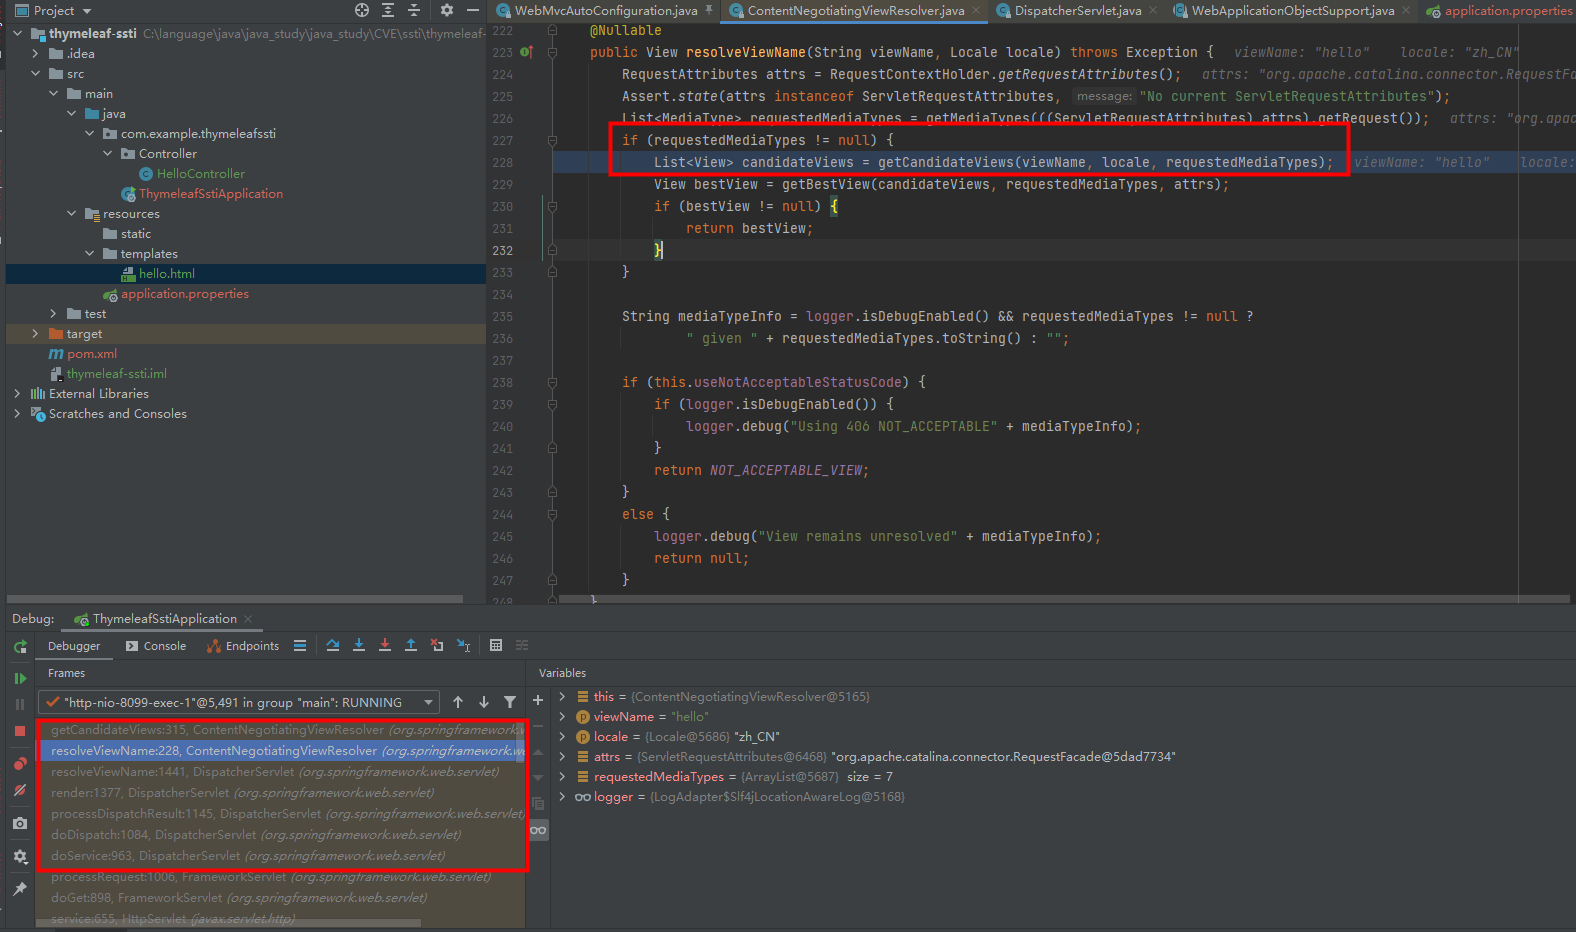 Project
thymeleaf-ssti C:\language\java\java_study\java_study\CVE\ssti\thymeleaf-
.idea
src
main
java
com.example.thymeleafssti
Controller
HelloController
ThymeleafSstiApplication
resources
static
templates
hello.html
application.properties
test
target
pom.xml
thymeleaf-ssti.iml
External Libraries
Scratches and Consoles
WebMvcAutoConfiguration.java ContentNegotiatingViewResolver.java DispatcherServlet.java WebApplicationObjectSupport.java application.properties
222 @Nullable
223 public View resolveViewName(String viewName, Locale locale) throws Exception { viewName: "hello" locale: "zh_CN"
224 RequestAttributes attrs = RequestContextHolder.getRequestAttributes(); attrs: "org.apache.catalina.connector.RequestFa
225 Assert.state(attrs instanceof ServletRequestAttributes, message: "No current ServletRequestAttributes");
226 List<MediaType> requestedMediaTypes = getMediaTypes(((ServletRequestAttributes) attrs).getRequest()); attrs: "org.apac
227 if (requestedMediaTypes != null) {
228 List<View> candidateViews = getCandidateViews(viewName, locale, requestedMediaTypes); viewName: "hello" locale:
229 View bestView = getBestView(candidateViews, requestedMediaTypes, attrs);
230 if (bestView != null) {
231 return bestView;
232 }
233 }
234
235 String mediaTypeInfo = logger.isDebugEnabled() && requestedMediaTypes != null ?
236 " given " + requestedMediaTypes.toString() : "";
237
238 if (this.useNotAcceptableStatusCode) {
239 if (logger.isDebugEnabled()) {
240 logger.debug("Using 406 NOT_ACCEPTABLE" + mediaTypeInfo);
241 }
242 return NOT_ACCEPTABLE_VIEW;
243 }
244 else {
245 logger.debug("View remains unresolved" + mediaTypeInfo);
246 return null;
247 }
248 }
Debug: ThymeleafSstiApplication
Debugger Console Endpoints
Frames
"http-nio-8099-exec-1"@5,491 in group "main": RUNNING
getCandidateViews:315, ContentNegotiatingViewResolver (org.springframework.w
resolveViewName:228, ContentNegotiatingViewResolver (org.springframework.we
resolveViewName:1441, DispatcherServlet (org.springframework.web.servlet)
render:1377, DispatcherServlet (org.springframework.web.servlet)
processDispatchResult:1145, DispatcherServlet (org.springframework.web.servlet)
doDispatch:1084, DispatcherServlet (org.springframework.web.servlet)
doService:963, DispatcherServlet (org.springframework.web.servlet)
processRequest:1006, FrameworkServlet (org.springframework.web.servlet)
doGet:898, FrameworkServlet (org.springframework.web.servlet)
service:655, HttpServlet (javax.servlet.http)
Variables
this = {ContentNegotiatingViewResolver@5165}
viewName = "hello"
locale = {Locale@5686} "zh_CN"
attrs = {ServletRequestAttributes@6468} "org.apache.catalina.connector.RequestFacade@5dad7734"
requestedMediaTypes = {ArrayList@5687} size = 7
logger = {LogAdapter$Slf4jLocationAwareLog@5168}